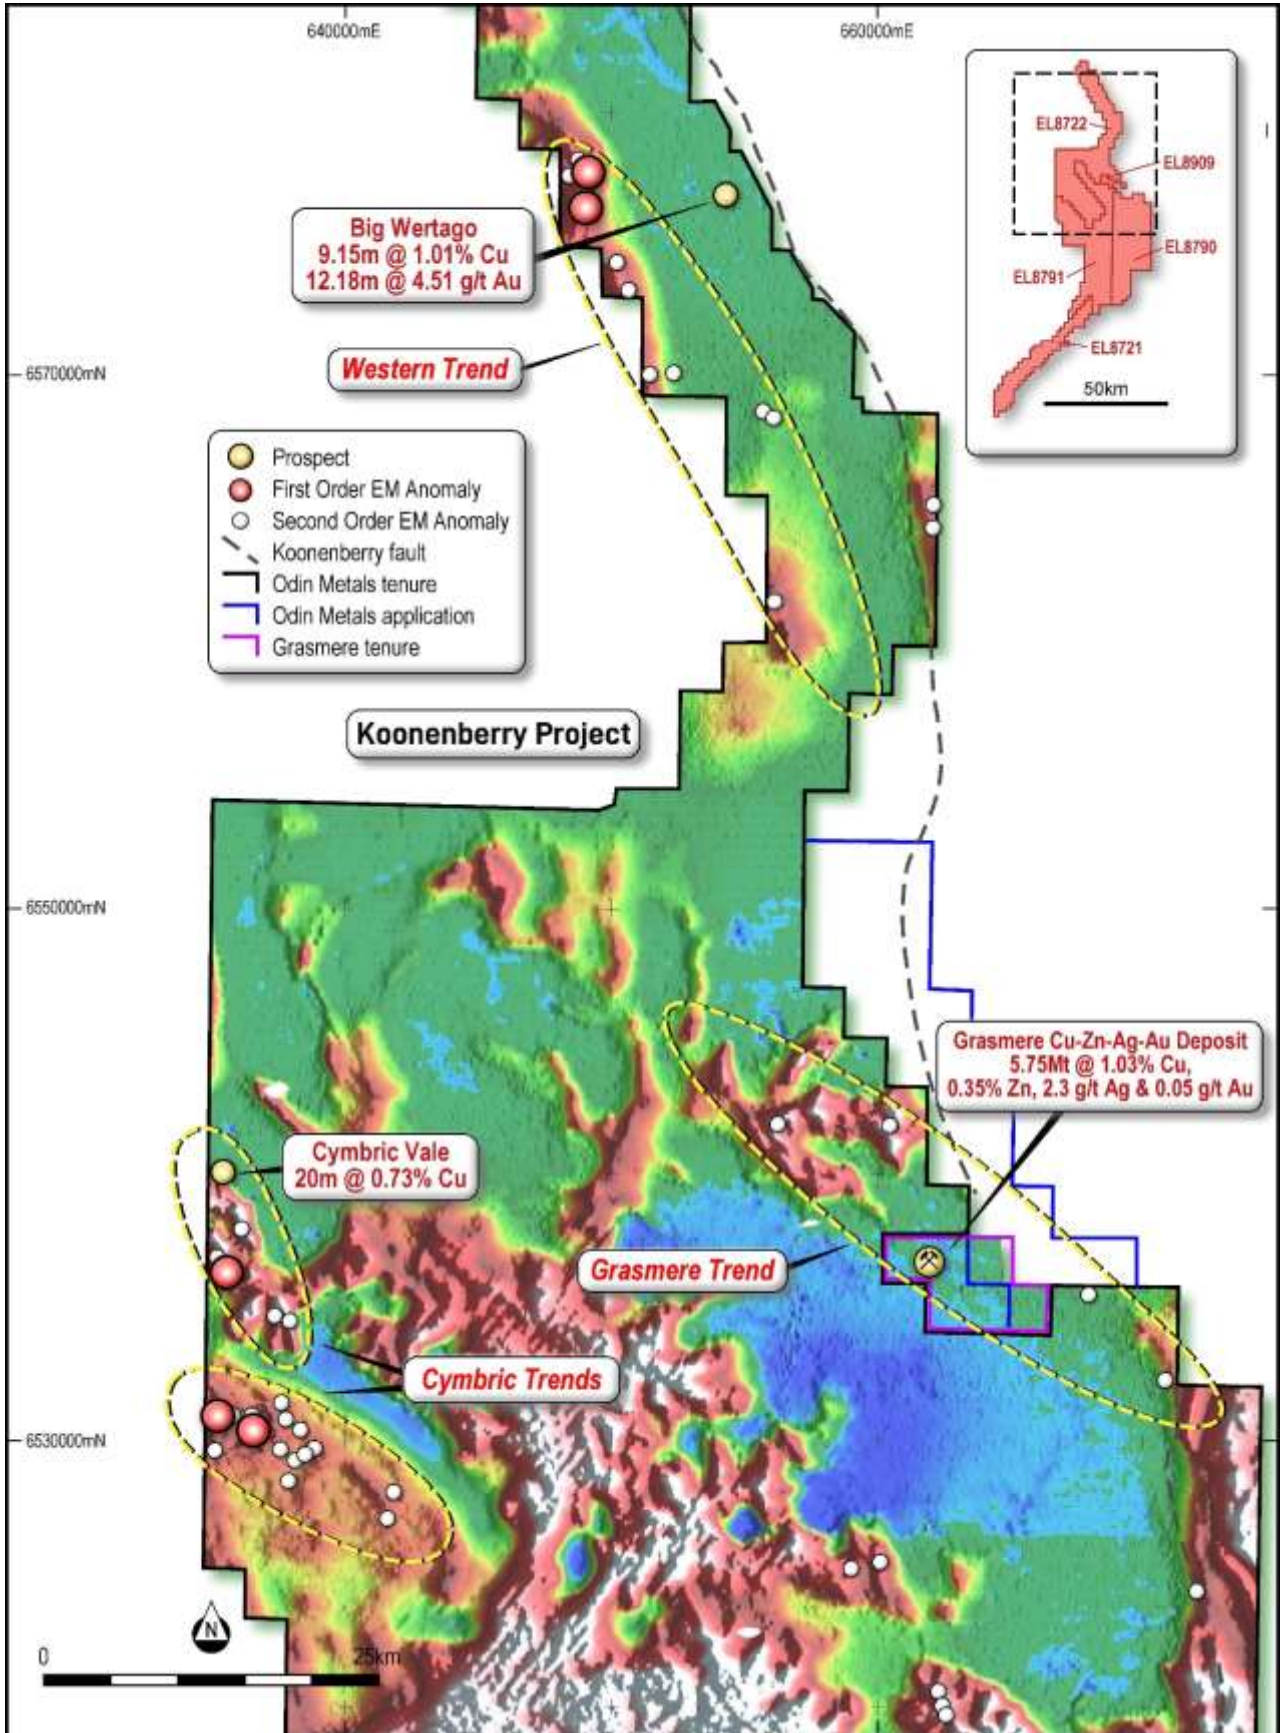 640000mE
660000mE
EL8722
EL8909
EL8790
EL8791
EL8721
50km
Big Wertago
9.15m @ 1.01% Cu
12.18m @ 4.51 g/t Au
Western Trend
6570000mN
Prospect
First Order EM Anomaly
Second Order EM Anomaly
Koonenberry fault
Odin Metals tenure
Odin Metals application
Grasmere tenure
Koonenberry Project
6550000mN
Grasmere Cu-Zn-Ag-Au Deposit
5.75Mt @ 1.03% Cu,
0.35% Zn, 2.3 g/t Ag & 0.05 g/t Au
Cymbric Vale
20m @ 0.73% Cu
Grasmere Trend
Cymbric Trends
6530000mN
N
0
25km